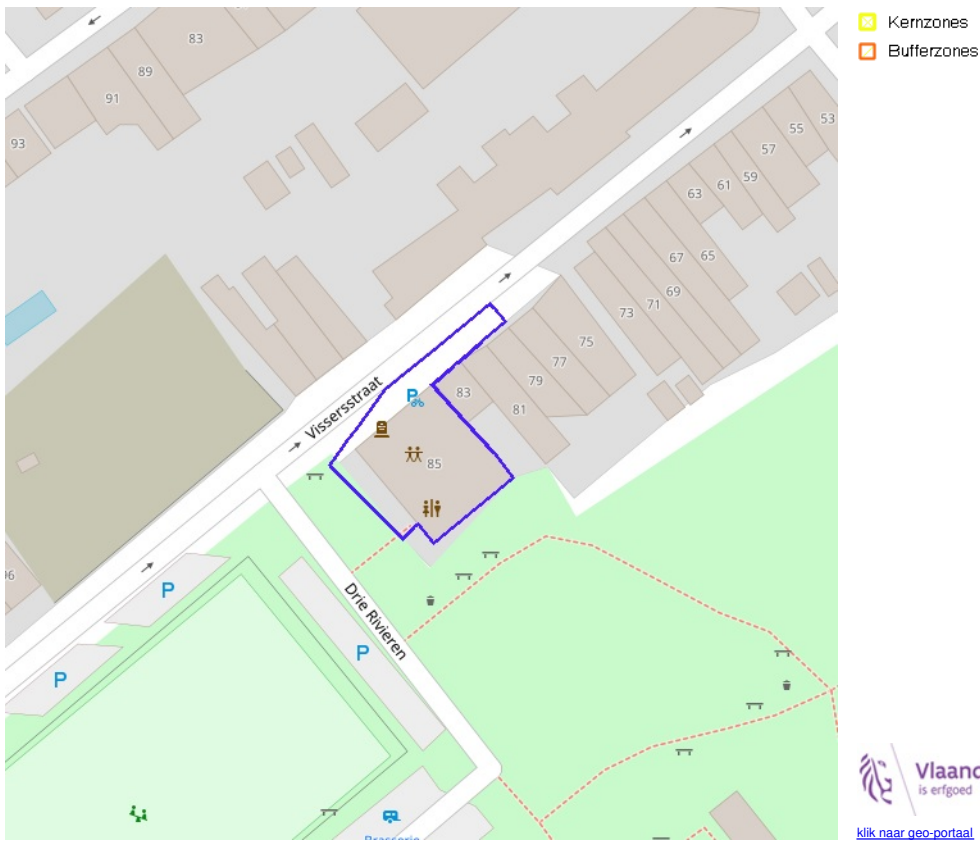 83
89
91
93
53
55
57
59
61
63
65
67
69
71
73
75
77
79
81
83
85
Vissersstraat
P
P
P
P
Drie Rivieren
96
Brasserie
Kernzones
Bufferzones
Vlaand
is erfgoed
klik naar geo-portaal